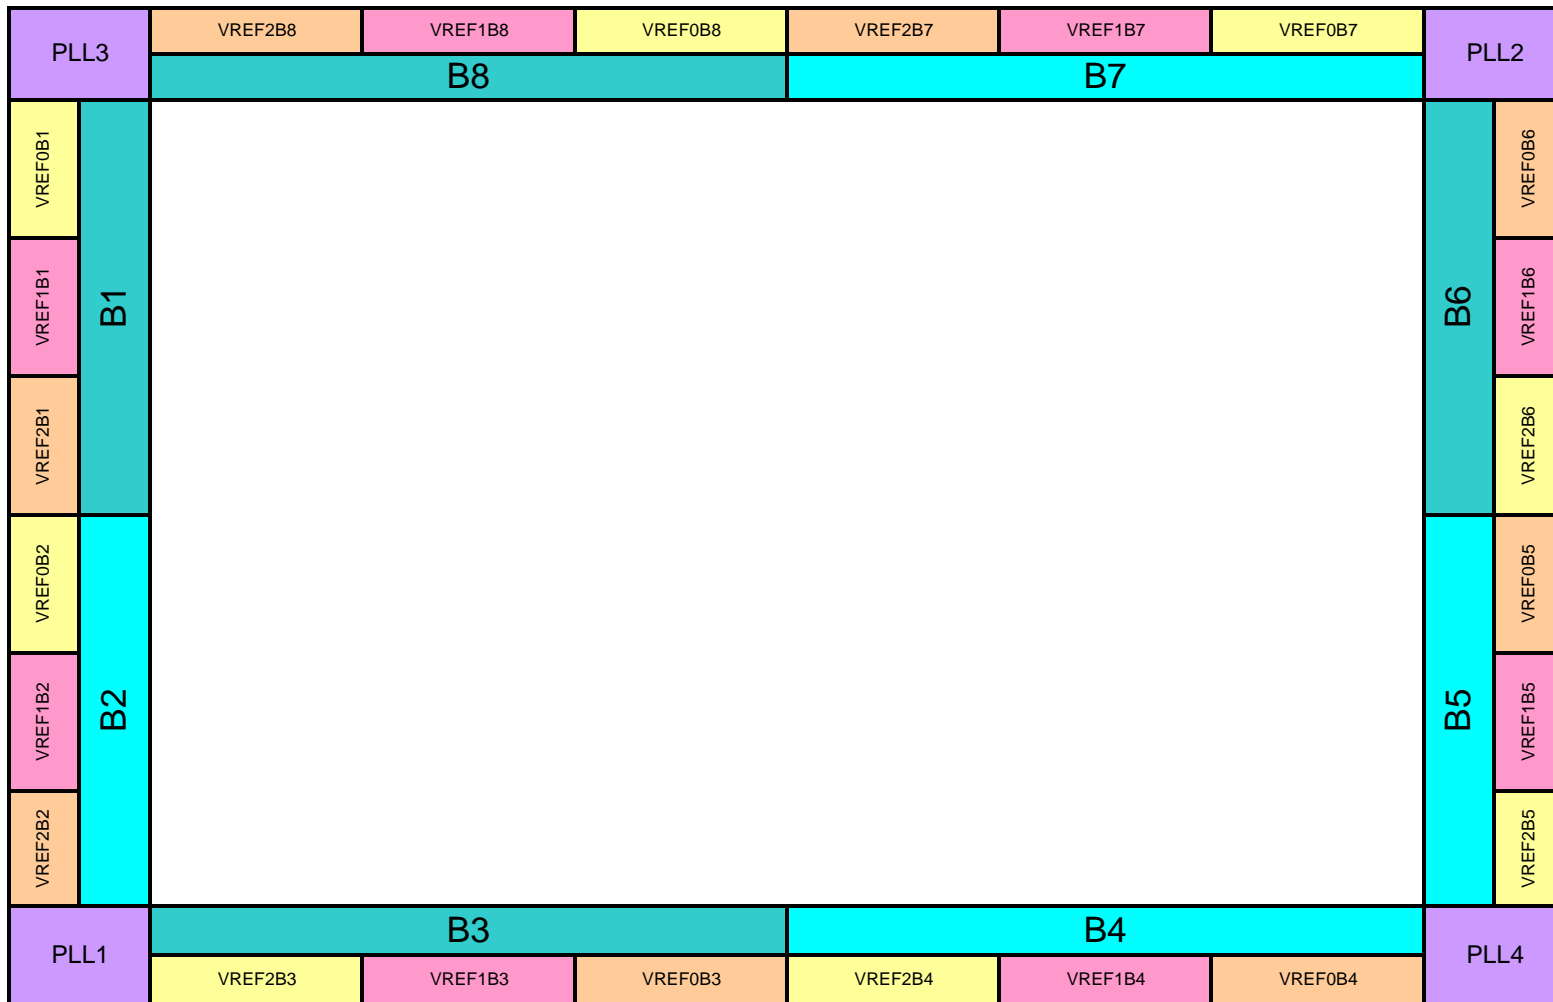 PLL3
VREF2B8
VREF1B8
VREF0B8
VREF2B7
VREF1B7
VREF0B7
PLL2
B8
B7
VREF0B1
VREF1B1
VREF2B1
B1
VREF0B2
VREF1B2
VREF2B2
B2
B6
VREF0B6
VREF1B6
VREF2B6
B5
VREF0B5
VREF1B5
VREF2B5
PLL1
B3
B4
PLL4
VREF2B3
VREF1B3
VREF0B3
VREF2B4
VREF1B4
VREF0B4